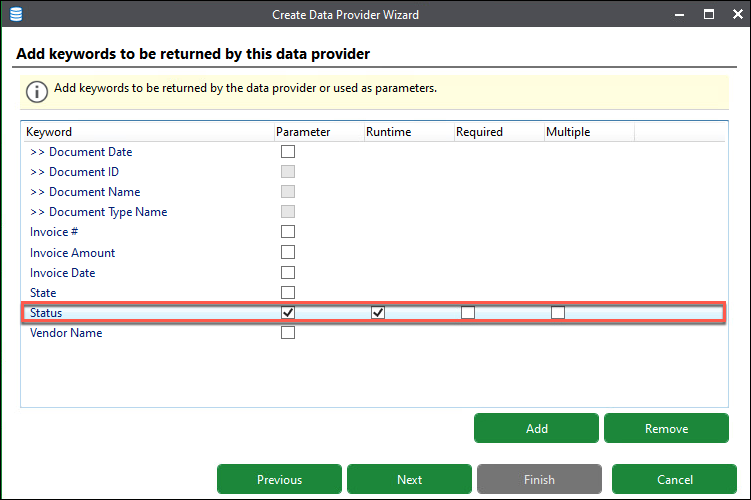 Create Data Provider Wizard
Add keywords to be returned by this data provider
Add keywords to be returned by the data provider or used as parameters.
Keyword Parameter Runtime Required Multiple
>> Document Date
>> Document ID
>> Document Name
>> Document Type Name
Invoice #
Invoice Amount
Invoice Date
State
Status
Vendor Name
Add Remove
Previous Next Finish Cancel